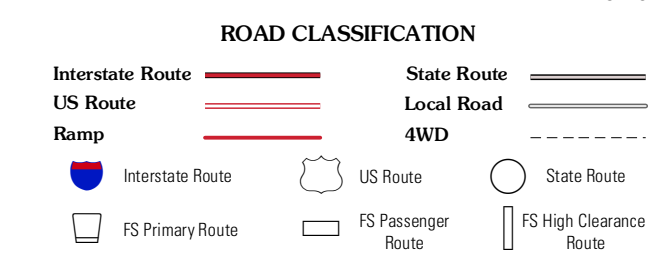 ROAD CLASSIFICATION
Interstate Route
State Route
US Route
Local Road
Ramp
4WD
Interstate Route
US Route
State Route
FS Primary Route
FS Passenger
Route
FS High Clearance
Route